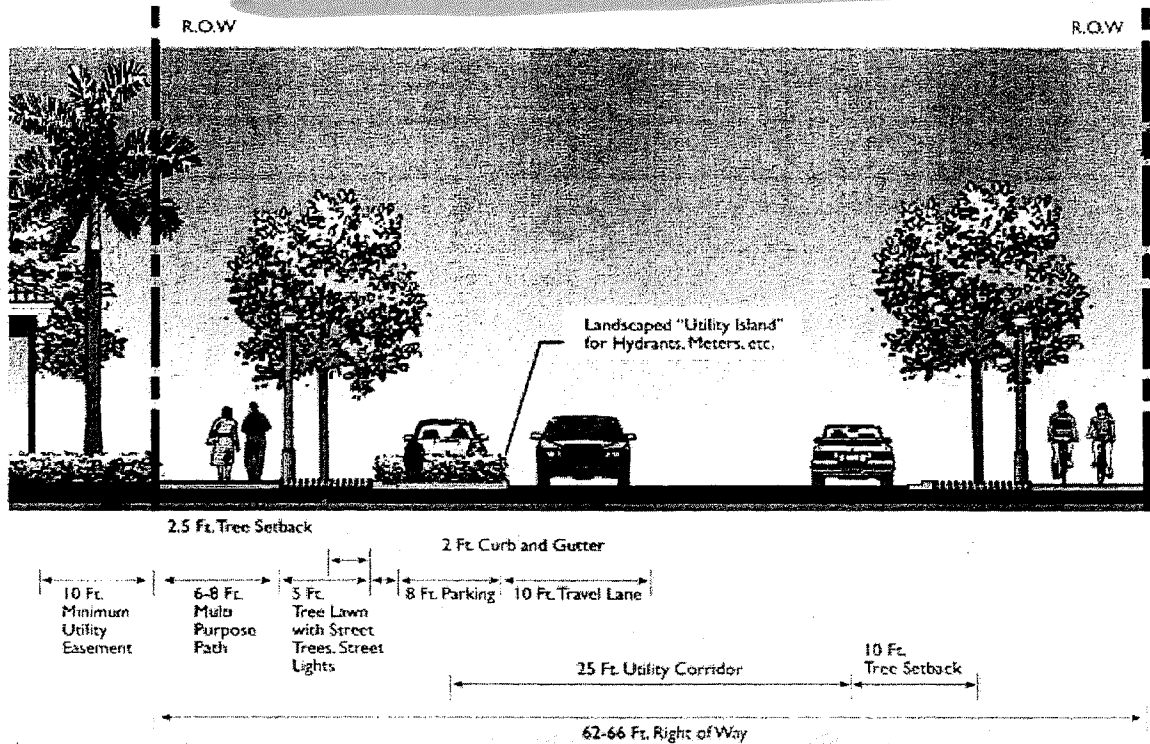 R.O.W
R.O.W
Landscaped "Utility Island"
for Hydrants, Meters, etc.
2.5 Ft. Tree Setback
2 Ft. Curb and Gutter
10 Ft.
Minimum
Utility
Easement
6-8 Ft.
Multi
Purpose
Path
5 Ft.
Tree Lawn
with Street
Trees, Street
Lights
8 Ft. Parking
10 Ft. Travel Lane
25 Ft. Utility Corridor
10 Ft.
Tree Setback
62-66 Ft. Right of Way